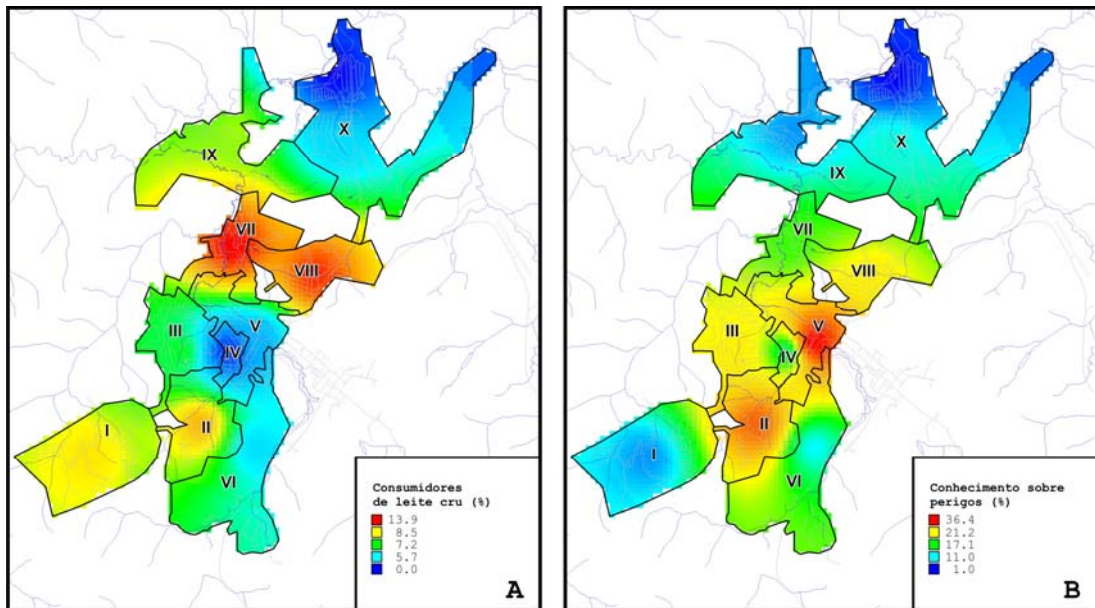 X
IX
VII
VIII
III
V
IV
I
II
VI
Consumidores
de leite cru (%)
13.9
8.5
7.2
5.7
0.0
A
X
IX
VII
VIII
III
V
IV
I
II
VI
Conhecimento sobre
perigos (%)
36.4
21.2
17.1
11.0
1.0
B